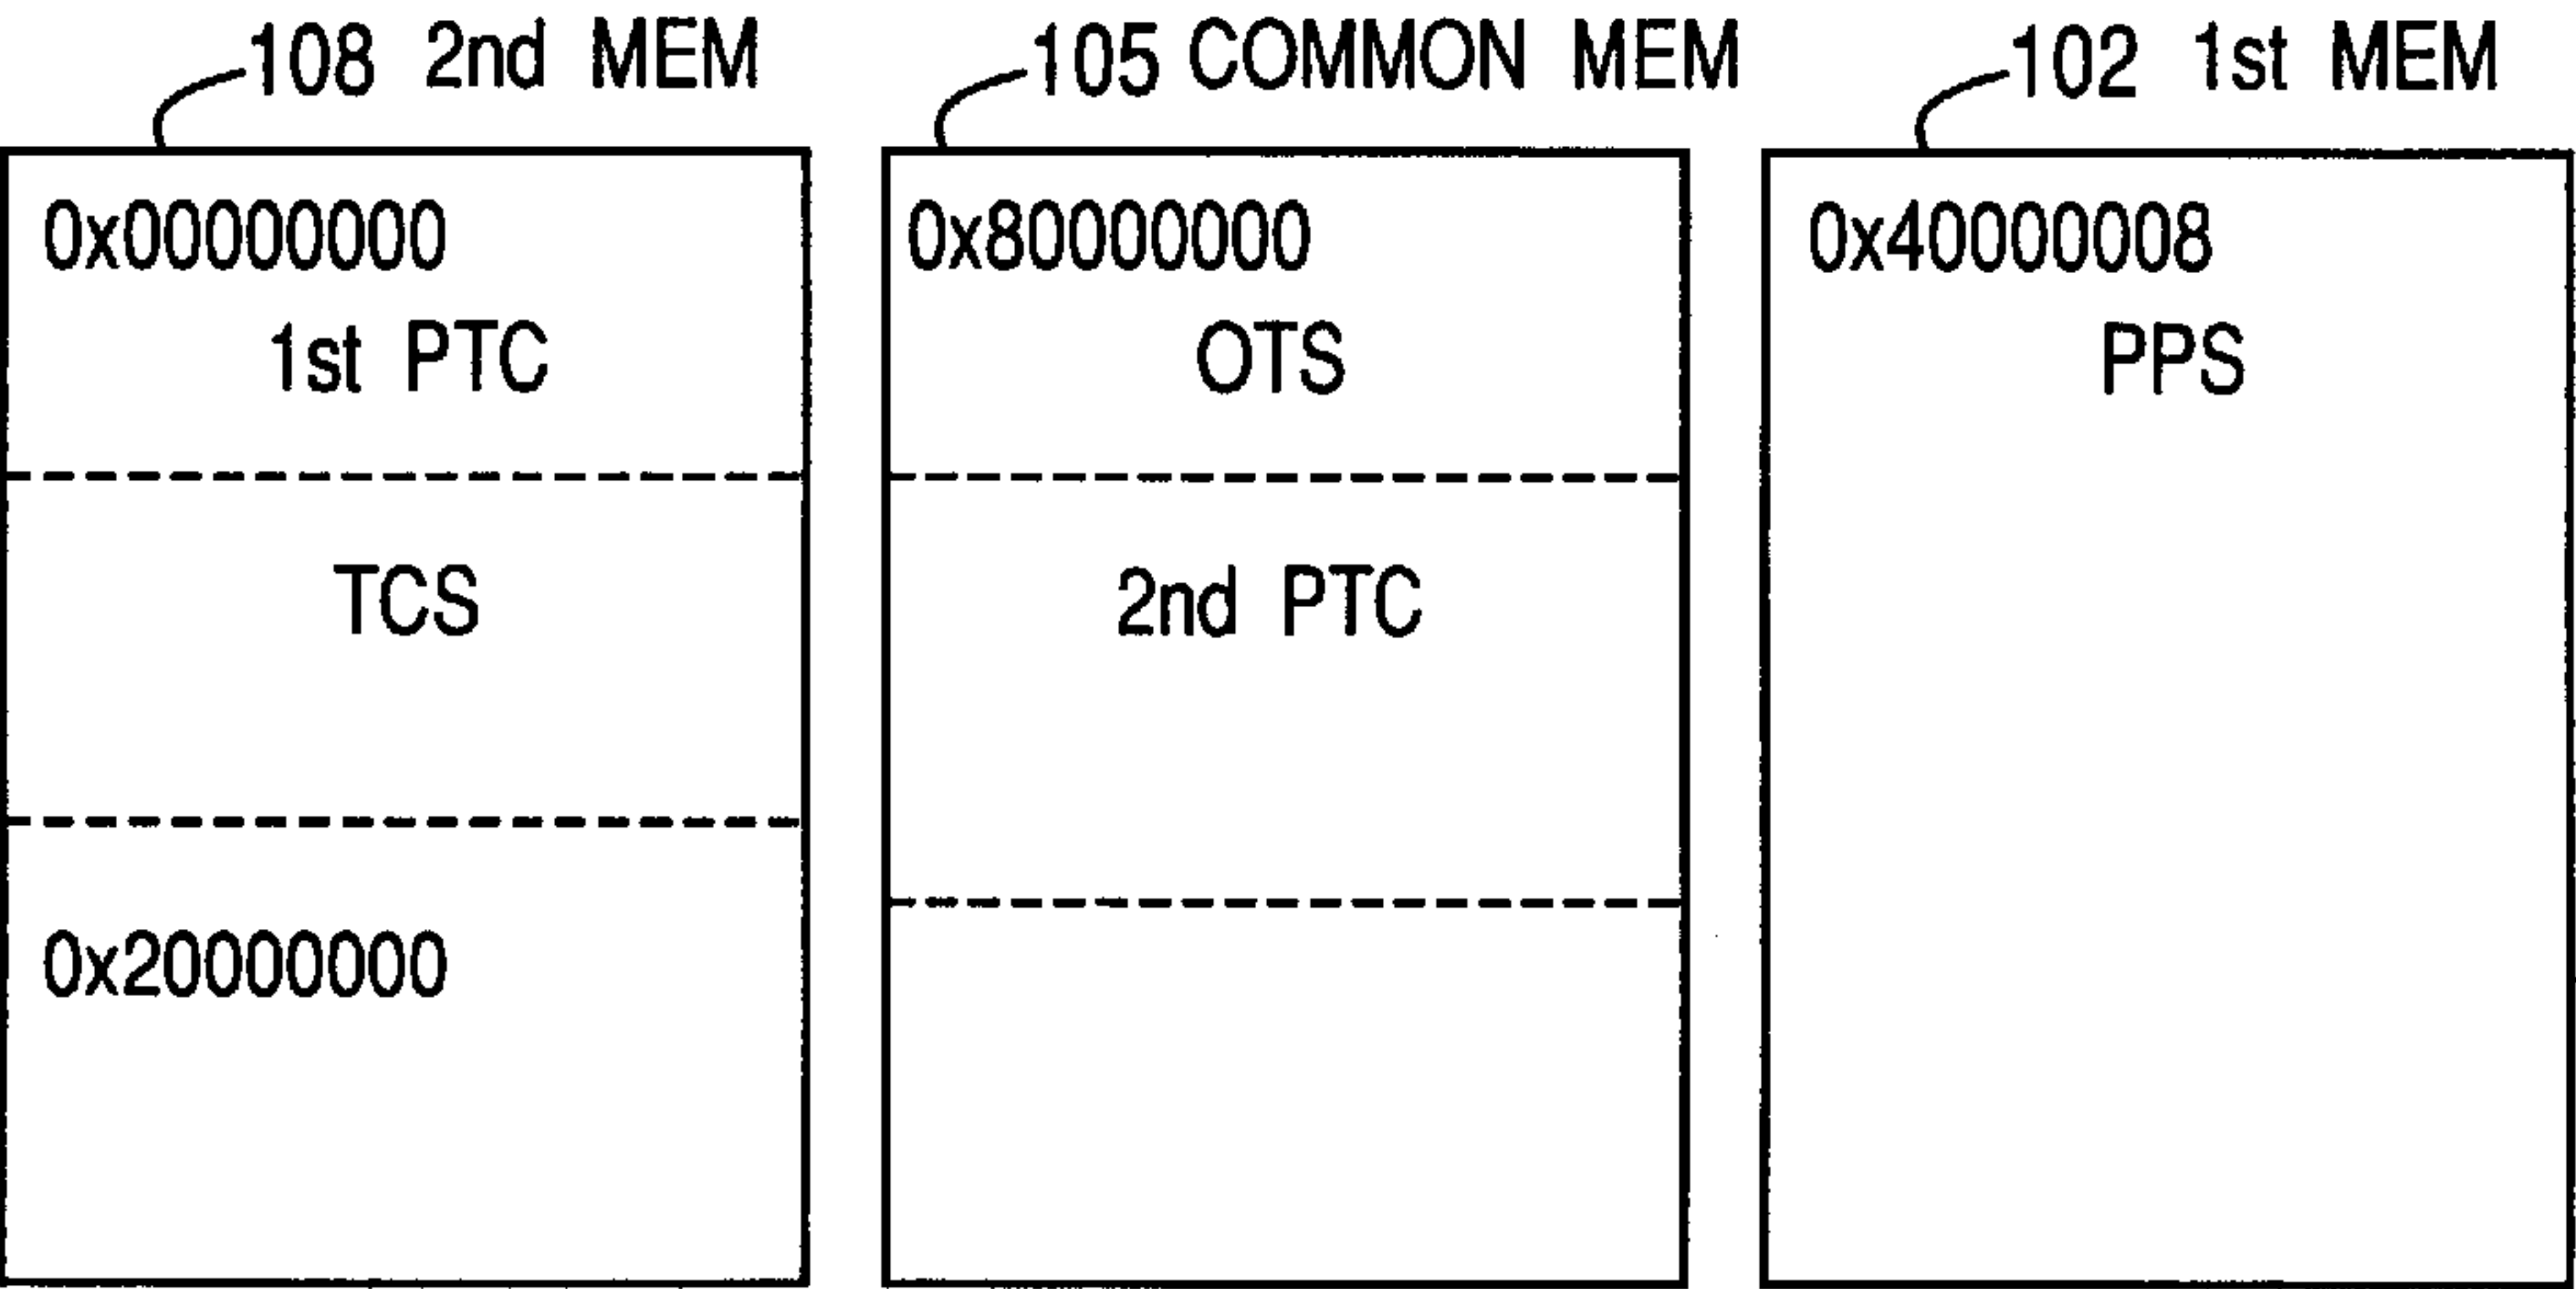 108 2nd MEM
0x00000000
1st PTC
TCS
0x20000000
105 COMMON MEM
0x80000000
OTS
2nd PTC
102 1st MEM
0x40000008
PPS